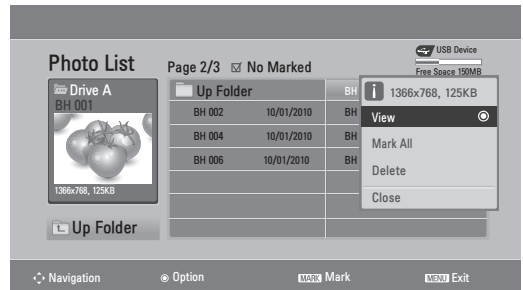 USB Device
Photo List
Page 2/3 No Marked
Free Space 150MB
Drive A
BH 001
1366x768, 125KB
Up Folder
Up Folder
BH 002 10/01/2010
BH 004 10/01/2010
BH 006 10/01/2010
BH
BH
BH
BH
1366x768, 125KB
View
Mark All
Delete
Close
Navigation
Option
MARK Mark
MENU Exit